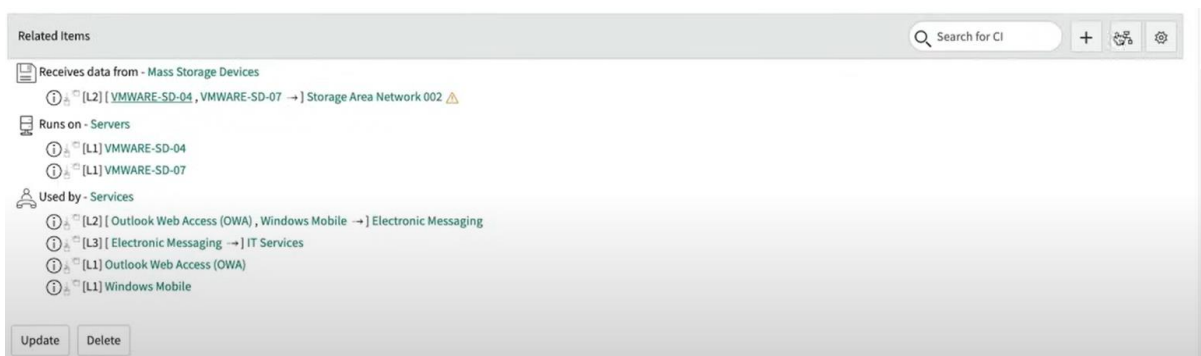 Related Items
Search for CI
Receives data from - Mass Storage Devices
[L2] [ VMWARE-SD-04 , VMWARE-SD-07 → ] Storage Area Network 002
Runs on - Servers
[L1] VMWARE-SD-04
[L1] VMWARE-SD-07
Used by - Services
[L2] [ Outlook Web Access (OWA) , Windows Mobile → ] Electronic Messaging
[L3] [ Electronic Messaging → ] IT Services
[L1] Outlook Web Access (OWA)
[L1] Windows Mobile
Update Delete